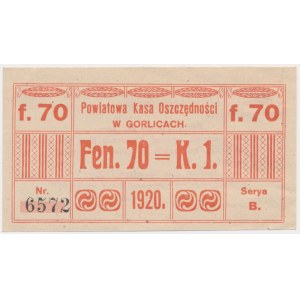 f. 70 Powiatowa Kasa Oszczędności f. 70
W GORLICACH.
Fen. 70 = K. 1.
Nr. 6572 1920. Serya B.